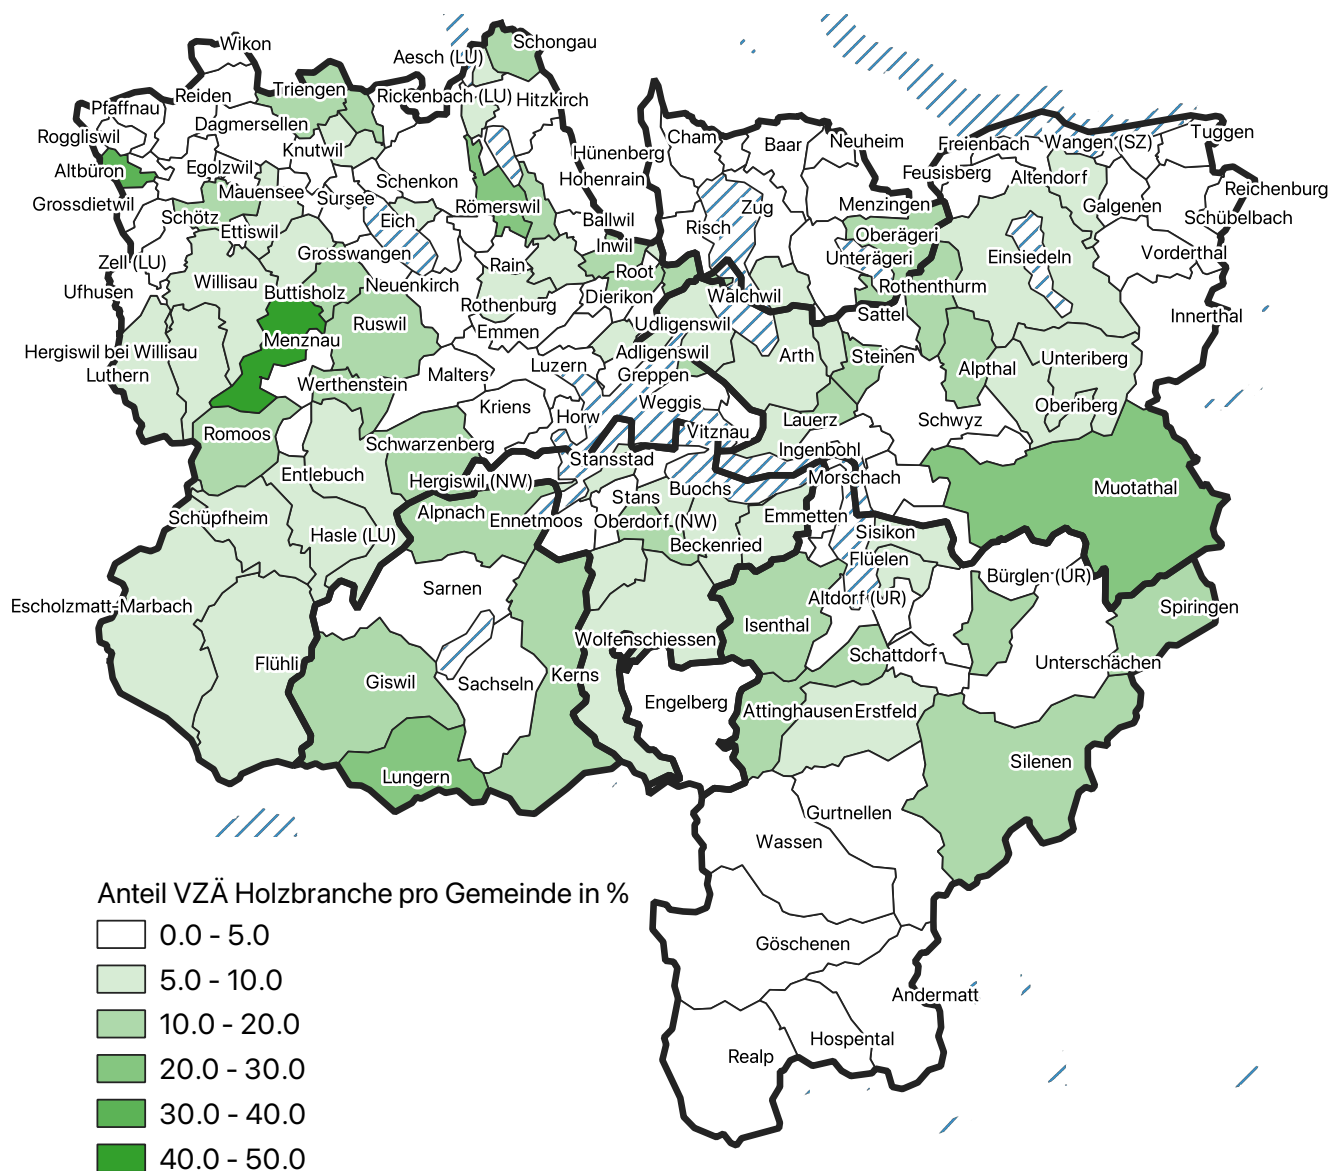 Wikon
Schongau
Aesch (LU)
Triengen
Reiden
Rickenbach (LU)
Hitzkirch
Pfaffnau
Dagmersellen
Roggliswil
Knutwil
Cham
Baar
Neuheim
Freienbach
Wangen (SZ)
Tuggen
Hünenberg
Altbüron
Egolzwil
Feusisberg
Altendorf
Hohenrain
Schenkon
Mauensee
Sursee
Reichenburg
Grossdietwil
Römerswil
Menzingen
Galgenen
Zug
Schötz
Eich
Ballwil
Schübelbach
Risch
Ettiswil
Oberägeri
Inwil
Grosswangen
Vorderthal
Unterägeri
Einsiedeln
Zell (LU)
Rain
Root
Willisau
Neuenkirch
Rothenthurm
Ufhusen
Buttisholz
Dierikon
Walchwil
Rothenburg
Sattel
Innerthal
Ruswil
Udligenswil
Emmen
Menznau
Hergiswil bei Willisau
Adligenswil
Arth
Steinen
Unteriberg
Luzern
Alpthal
Luthern
Malters
Greppen
Werthenstein
Weggis
Kriens
Oberiberg
Horw
Lauerz
Schwyz
Romoos
Vitznau
Schwarzenberg
Ingenbohl
Stansstad
Entlebuch
Hergiswil (NW)
Morschach
Buochs
Muotathal
Stans
Alpnach
Schüpfheim
Ennetmoos
Oberdorf (NW)
Emmetten
Hasle (LU)
Sisikon
Beckenried
Flüelen
Bürglen (UR)
Sarnen
Altdorf (UR)
Escholzmatt-Marbach
Spiringen
Isenthal
Wolfenschiessen
Schattdorf
Flühli
Unterschächen
Giswil
Kerns
Sachseln
Engelberg
Attinghausen
Erstfeld
Silenen
Lungern
Gurtnellen
Wassen
Göschenen
Andermatt
Hospental
Realp
Anteil VZÄ Holzbranche pro Gemeinde in %
0.0 - 5.0
5.0 - 10.0
10.0 - 20.0
20.0 - 30.0
30.0 - 40.0
40.0 - 50.0